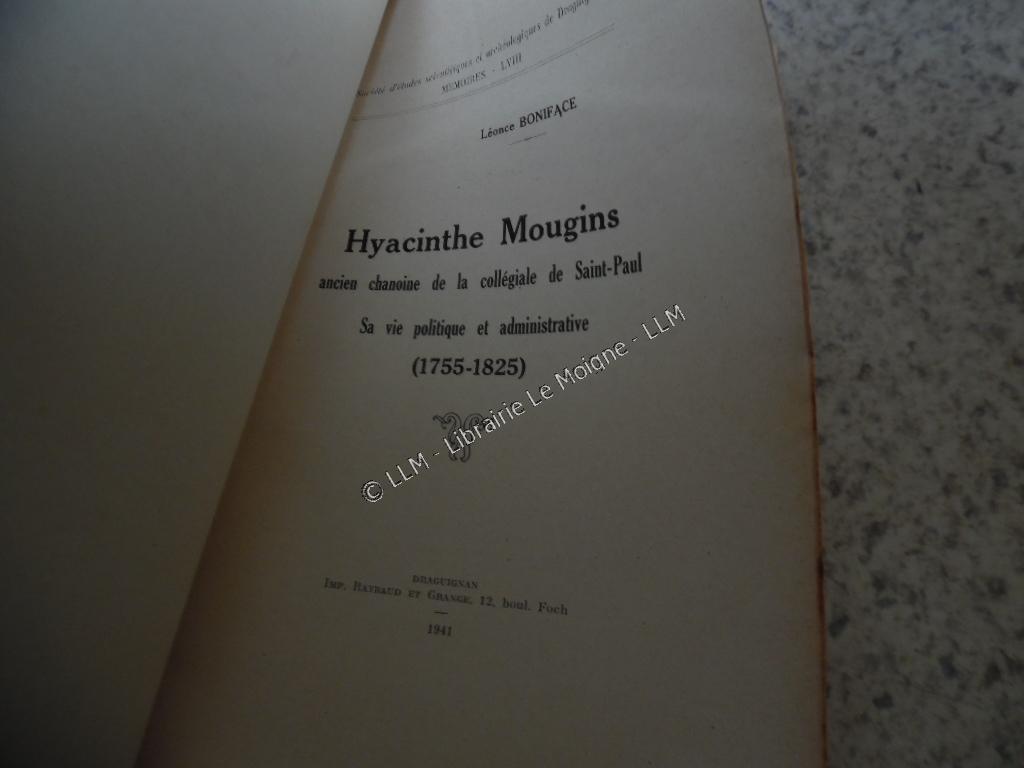 Société d'études scientifiques et archéologiques de
MÉMOIRES - LVIII
Léonce BONIFACE
Hyacinthe Mougins
ancien chanoine de la collégiale de Saint-Paul
Sa vie politique et administrative
(1755-1825)
© LLM - Librairie Le Moigne - LLM
DRAGUIGNAN
IMP. RAYBAUD ET GRANGE, 12, boul. Foch
1941